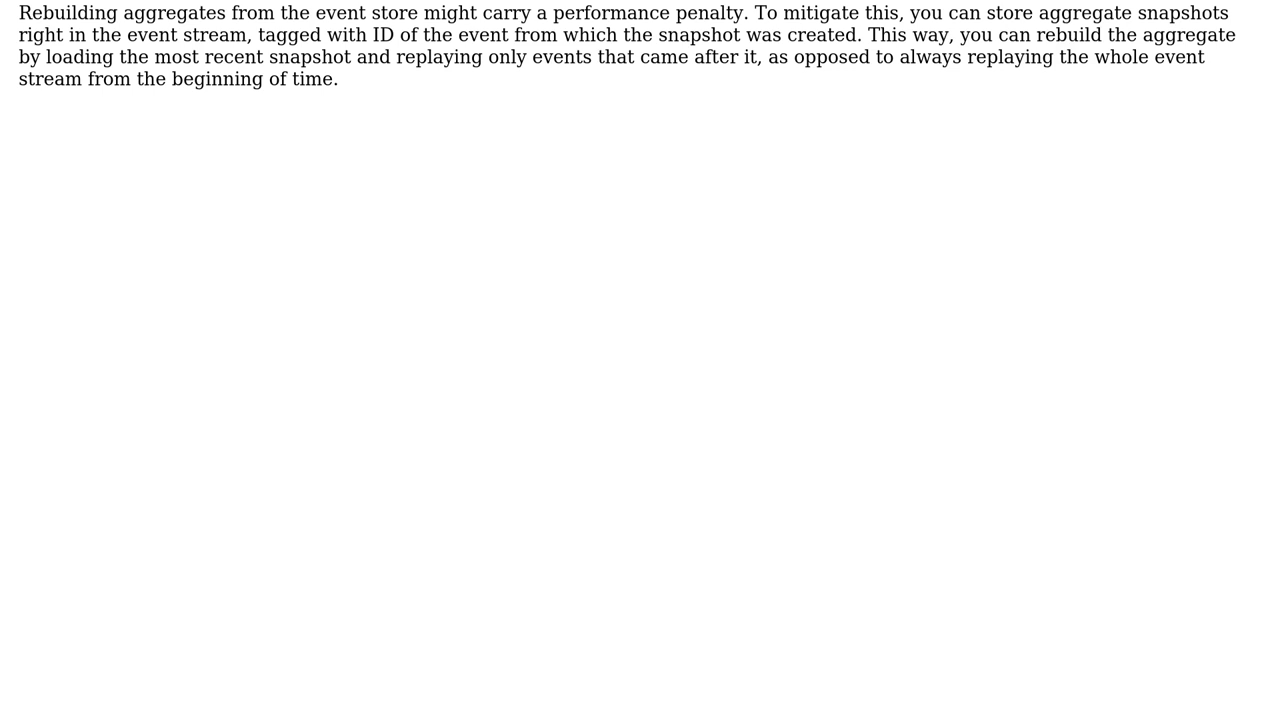 Rebuilding aggregates from the event store might carry a performance penalty. To mitigate this, you can store aggregate snapshots
right in the event stream, tagged with ID of the event from which the snapshot was created. This way, you can rebuild the aggregate
by loading the most recent snapshot and replaying only events that came after it, as opposed to always replaying the whole event
stream from the beginning of time.